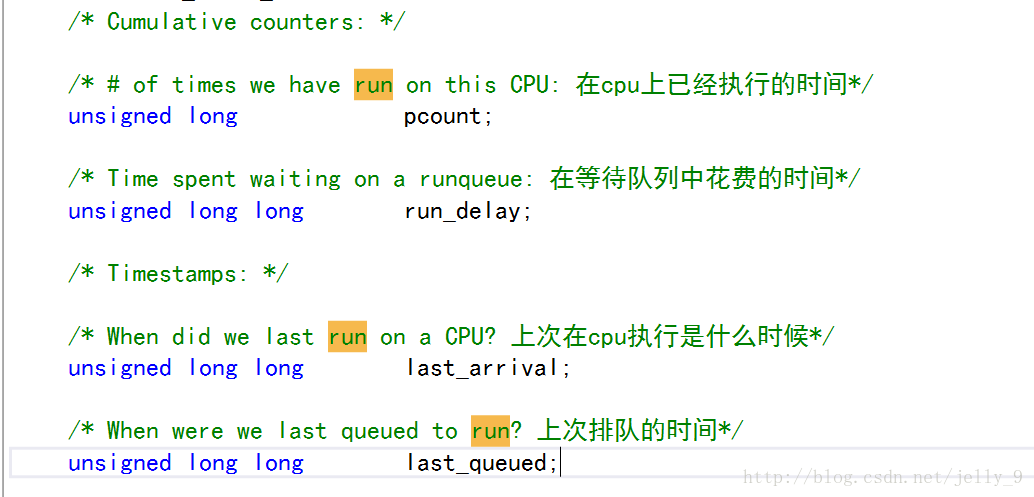 /* Cumulative counters: */
/* # of times we have run on this CPU: 在cpu上已经执行的时间*/
unsigned long pcount;
/* Time spent waiting on a runqueue: 在等待队列中花费的时间*/
unsigned long long run_delay;
/* Timestamps: */
/* When did we last run on a CPU? 上次在cpu执行是什么时候*/
unsigned long long last_arrival;
/* When were we last queued to run? 上次排队的时间*/
unsigned long long last_queued;
http://blog.csdn.net/jelly_9